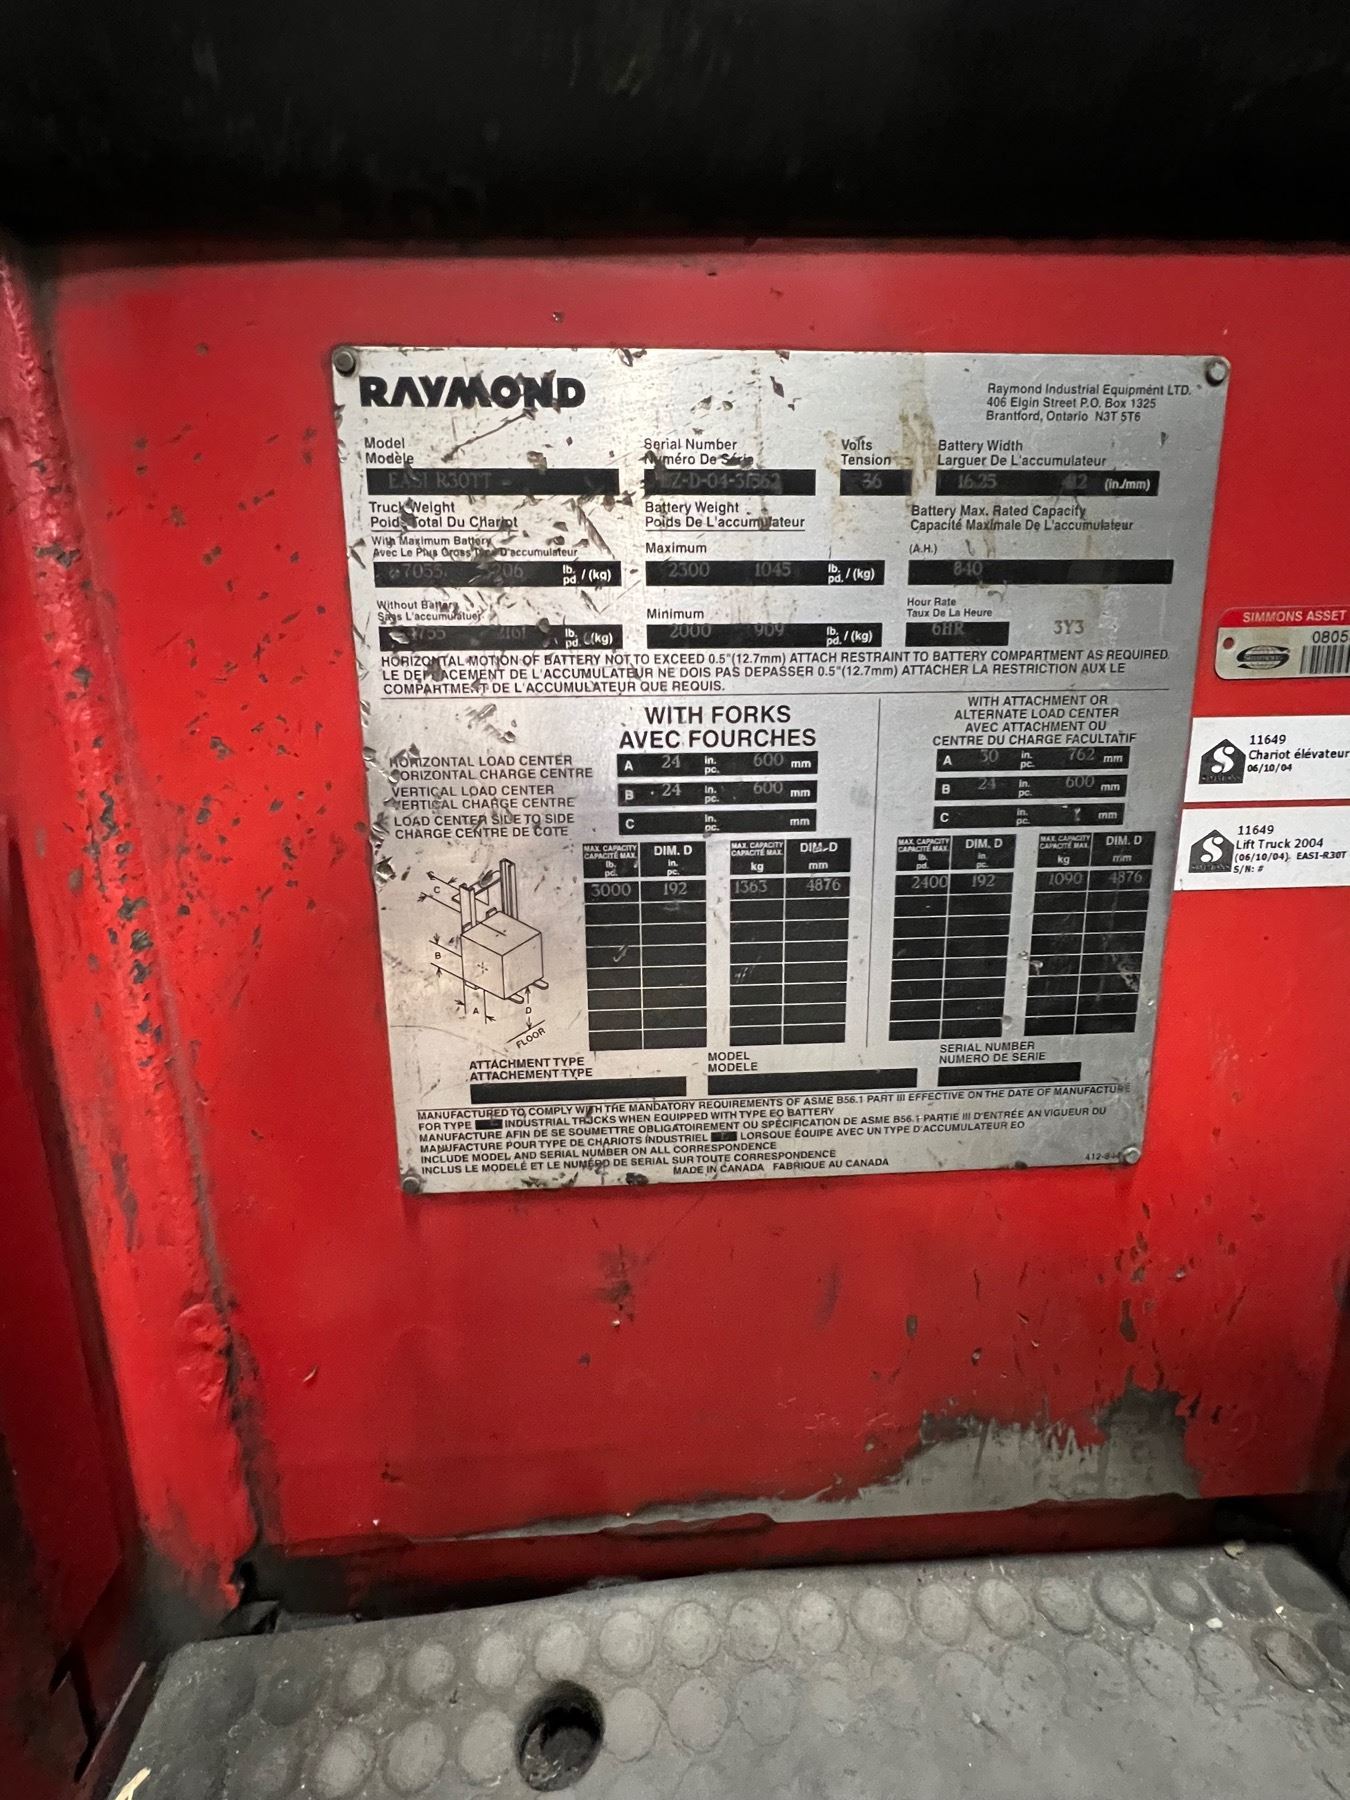 RAYMOND
Raymond Industrial Equipment LTD.
406 Elgin Street P.O. Box 1325
Brantford, Ontario N3T 5T6
Model
Modèle
EASI R30TT
Serial Number
Numéro De Série
Z-D-04-31362
Volts
Tension
36
Battery Width
Larguer De L'accumulateur
16.25 412 (in./mm)
Truck Weight
Poids Total Du Chariot
With Maximum Battery
Avec Le Plus Gross D'accumulateur
7055 lb. pd. / (kg)
Battery Weight
Poids De L'accumulateur
Maximum
2300 1045 lb. pd. / (kg)
Battery Max. Rated Capacity
Capacité Maximale De L'accumulateur
(A.H.)
840
Without Battery
Sans L'accumulateur
2161 lb. pd. (kg)
Minimum
2000 909 lb. pd. / (kg)
Hour Rate
Taux De La Heure
6HR
3Y3
HORIZONTAL MOTION OF BATTERY NOT TO EXCEED 0.5"(12.7mm) ATTACH RESTRAINT TO BATTERY COMPARTMENT AS REQUIRED.
LE DEPLACEMENT DE L'ACCUMULATEUR NE DOIS PAS DEPASSER 0.5"(12.7mm) ATTACHER LA RESTRICTION AUX LE
COMPARTMENT DE L'ACCUMULATEUR QUE REQUIS.
WITH FORKS
AVEC FOURCHES
WITH ATTACHMENT OR
ALTERNATE LOAD CENTER
AVEC ATTACHMENT OU
CENTRE DU CHARGE FACULTATIF
HORIZONTAL LOAD CENTER
HORIZONTAL CHARGE CENTRE
A 24 in. pc. 600 mm
A 30 in. pc. 762 mm
VERTICAL LOAD CENTER
VERTICAL CHARGE CENTRE
B 24 in. pc. 600 mm
B 24 in. pc. 600 mm
LOAD CENTER SIDE TO SIDE
CHARGE CENTRE DE COTE
C in. pc. mm
C in. pc. mm
MAX. CAPACITY CAPACITÉ MAX. lb. pd.
DIM. D in. pc.
MAX. CAPACITY CAPACITÉ MAX. kg
DIM. D mm
MAX. CAPACITY CAPACITÉ MAX. lb. pd.
DIM. D in. pc.
MAX. CAPACITY CAPACITÉ MAX. kg
DIM. D mm
3000 192 1363 4876
2400 192 1090 4876
C
B
A
D
FLOOR
ATTACHMENT TYPE
ATTACHEMENT TYPE
MODEL
MODELE
SERIAL NUMBER
NUMERO DE SERIE
MANUFACTURED TO COMPLY WITH THE MANDATORY REQUIREMENTS OF ASME B56.1 PART III EFFECTIVE ON THE DATE OF MANUFACTURE
FOR TYPE INDUSTRIAL TRUCKS WHEN EQUIPPED WITH TYPE EO BATTERY
MANUFACTURE AFIN DE SE SOUMETTRE OBLIGATOIREMENT OU SPÉCIFICATION DE ASME B56.1 PARTIE III D'ENTRÉE AN VIGUEUR DU
MANUFACTURE POUR TYPE DE CHARIOTS INDUSTRIEL LORSQUE ÉQUIPE AVEC UN TYPE D'ACCUMULATEUR EO
INCLUDE MODEL AND SERIAL NUMBER ON ALL CORRESPONDENCE
INCLUS LE MODELÉ ET LE NUMÉRO DE SERIAL SUR TOUTE CORRESPONDENCE
MADE IN CANADA FABRIQUE AU CANADA
SIMMONS ASSET
0805
11649
Chariot élévateur
06/10/04
11649
Lift Truck 2004
(06/10/04) EASI-R30T
S/N: #